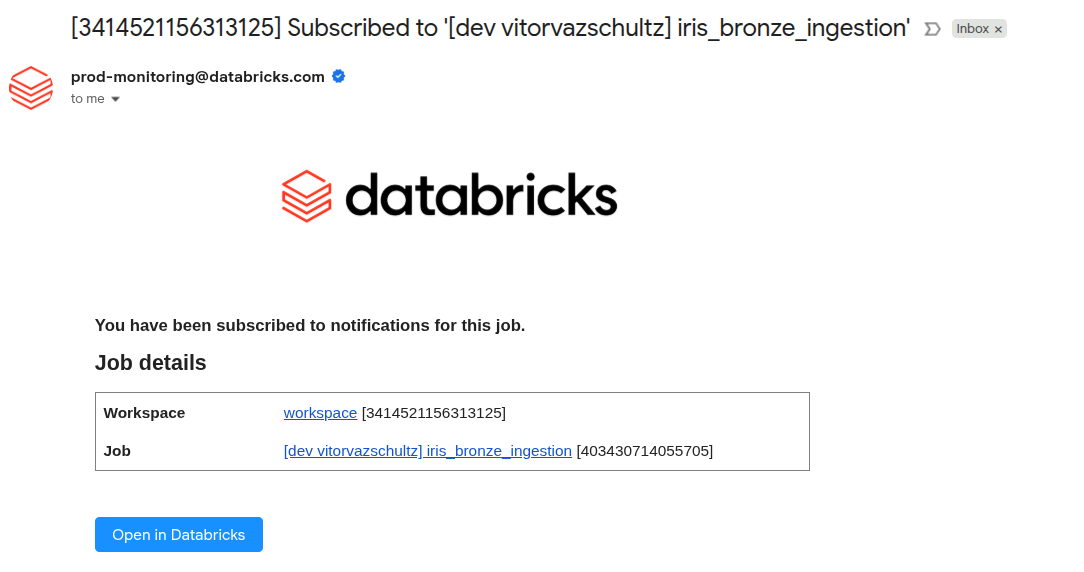 [3414521156313125] Subscribed to '[dev vitorvazschultz] iris_bronze_ingestion' Inbox ×
prod-monitoring@databricks.com
to me
databricks
You have been subscribed to notifications for this job.
Job details
Workspace workspace [3414521156313125]
Job [dev vitorvazschultz] iris_bronze_ingestion [403430714055705]
Open in Databricks